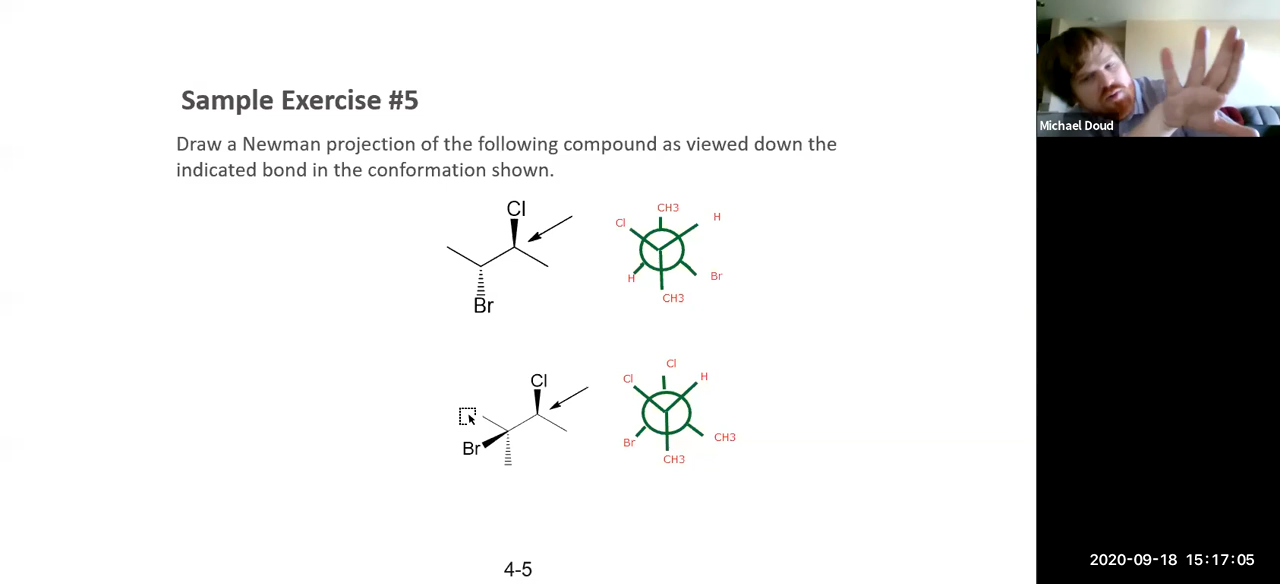 Sample Exercise #5
Draw a Newman projection of the following compound as viewed down the
indicated bond in the conformation shown.
Cl
Br
CH3
Cl
H
H
Br
CH3
Cl
Br
Cl
Cl
H
Br
CH3
CH3
4-5
Michael Doud
2020-09-18 15:17:05